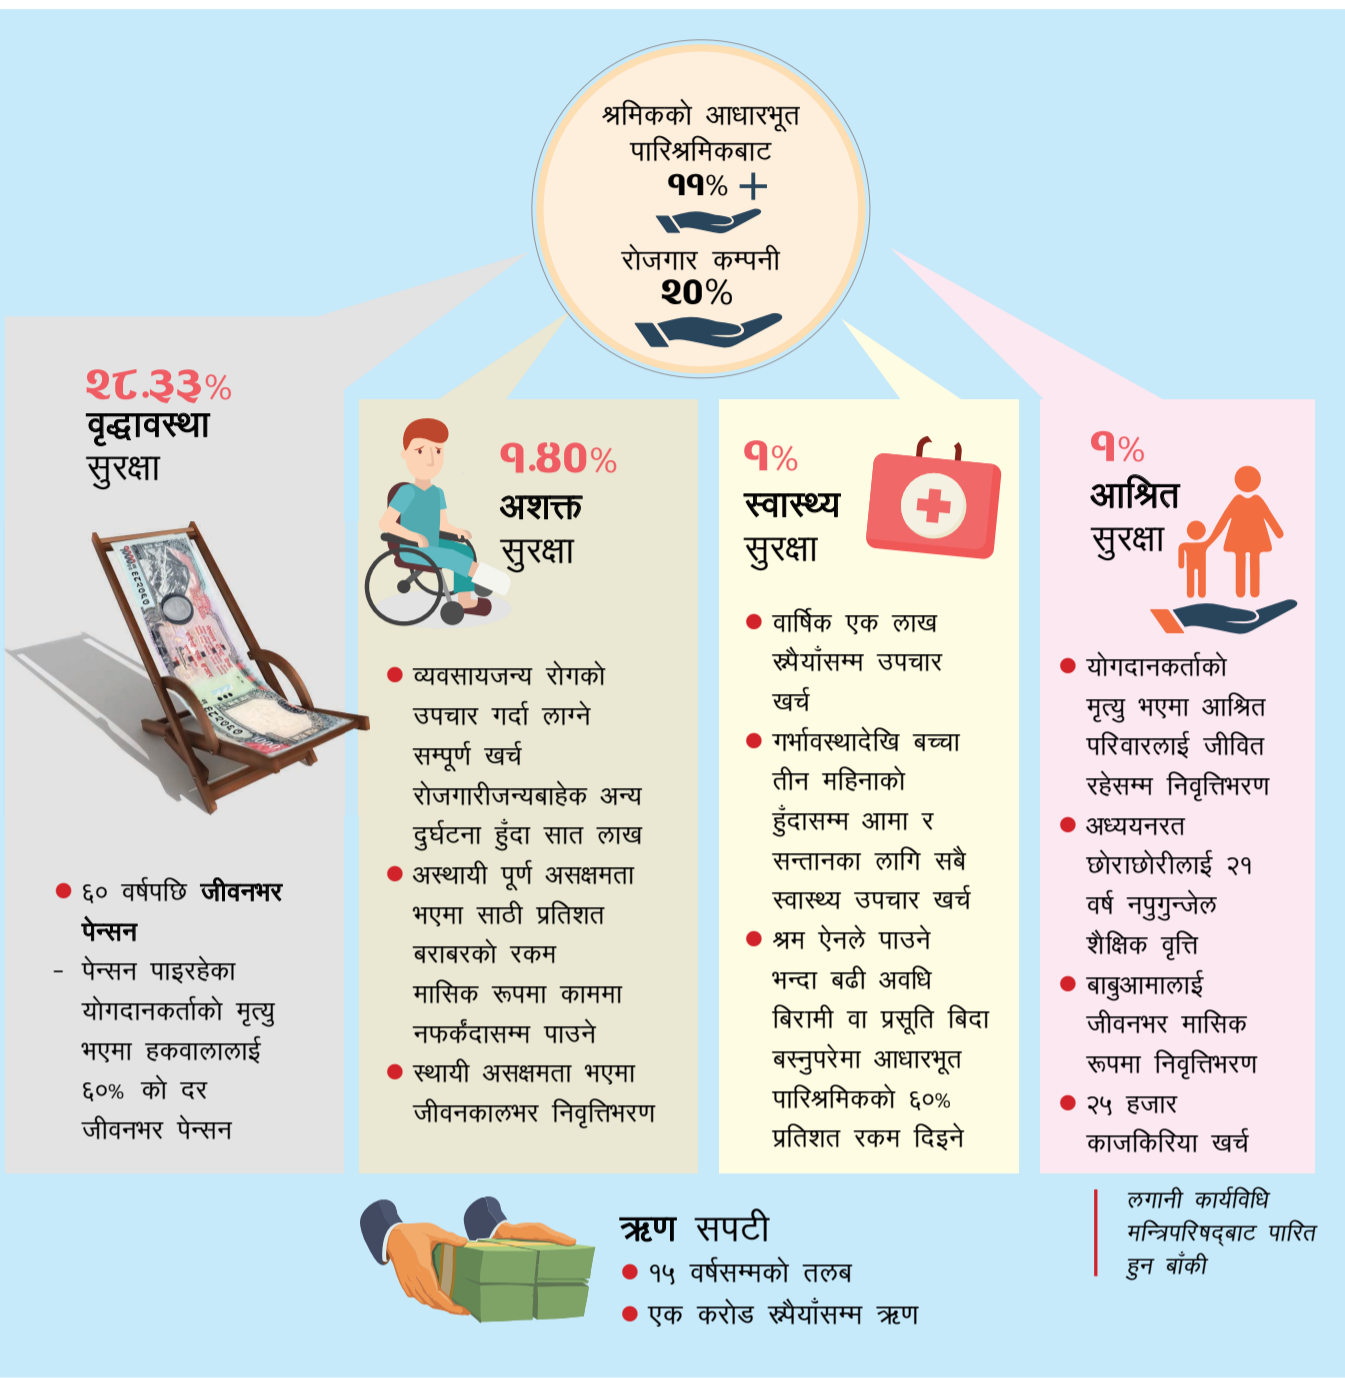 श्रमिकको आधारभूत
पारिश्रमिकबाट
११% +
रोजगार कम्पनी
२०%
२८.३३%
वृद्धावस्था
सुरक्षा
● ६० वर्षपछि जीवनभर
पेन्सन
- पेन्सन पाइरहेका
योगदानकर्ताको मृत्यु
भएमा हकवालालाई
६०% को दर
जीवनभर पेन्सन
१.४०%
अशक्त
सुरक्षा
● व्यवसायजन्य रोगको
उपचार गर्दा लाग्ने
सम्पूर्ण खर्च
रोजगारीजन्यबाहेक अन्य
दुर्घटना हुँदा सात लाख
● अस्थायी पूर्ण असक्षमता
भएमा साठी प्रतिशत
बराबरको रकम
मासिक रूपमा काममा
नफर्कंदासम्म पाउने
● स्थायी असक्षमता भएमा
जीवनकालभर निवृत्तिभरण
१%
स्वास्थ्य
सुरक्षा
● वार्षिक एक लाख
रुपैयाँसम्म उपचार
खर्च
● गर्भावस्थादेखि बच्चा
तीन महिनाको
हुँदासम्म आमा र
सन्तानका लागि सबै
स्वास्थ्य उपचार खर्च
● श्रम ऐनले पाउने
भन्दा बढी अवधि
बिरामी वा प्रसूति बिदा
बस्नुपरेमा आधारभूत
पारिश्रमिकको ६०%
प्रतिशत रकम दिइने
१%
आश्रित
सुरक्षा
● योगदानकर्ताको
मृत्यु भएमा आश्रित
परिवारलाई जीवित
रहेसम्म निवृत्तिभरण
● अध्ययनरत
छोराछोरीलाई २१
वर्ष नपुगुन्जेल
शैक्षिक वृत्ति
● बाबुआमालाई
जीवनभर मासिक
रूपमा निवृत्तिभरण
● २५ हजार
काजकिरिया खर्च
ऋण सपटी
● १५ वर्षसम्मको तलब
● एक करोड रुपैयाँसम्म ऋण
लगानी कार्यविधि
मन्त्रिपरिषद्‌बाट पारित
हुन बाँकी